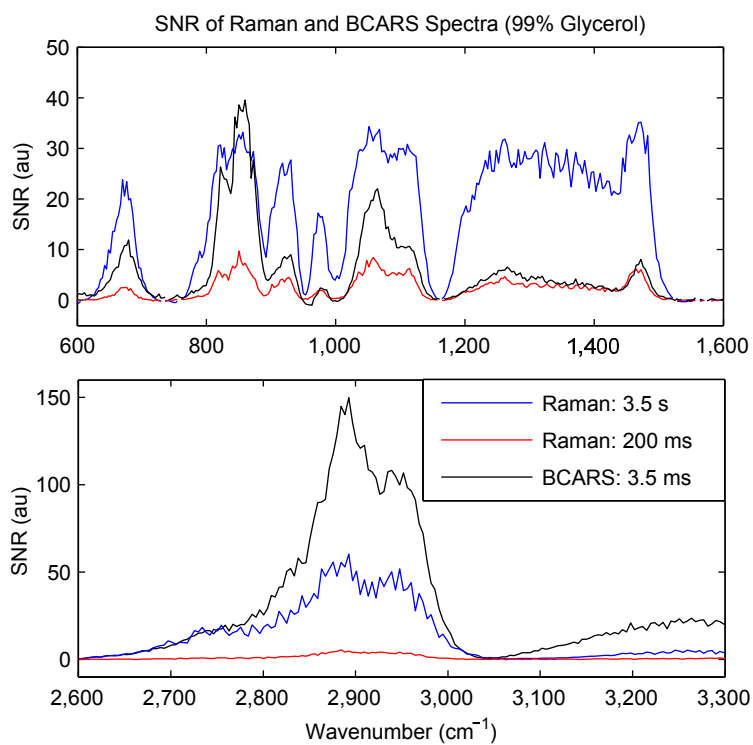 SNR of Raman and BCARS Spectra (99% Glycerol)
SNR (au)
40
30
20
10
0
600 800 1,000 1,200 1,400 1,600
SNR (au)
150
100
50
0
Raman: 3.5 s
Raman: 200 ms
BCARS: 3.5 ms
2,600 2,700 2,800 2,900 3,000 3,100 3,200 3,300
Wavenumber (cm⁻¹)